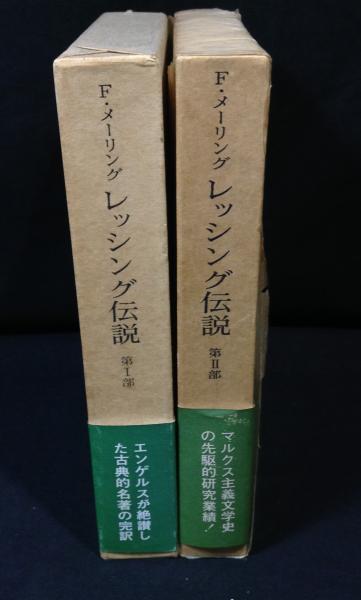 F・メーリング
レッシング伝説
第Ⅰ部
エンゲルスが絶讃し
た古典的名著の完訳
F・メーリング
レッシング伝説
第Ⅱ部
マルクス主義文学史
の先駆的研究業績!